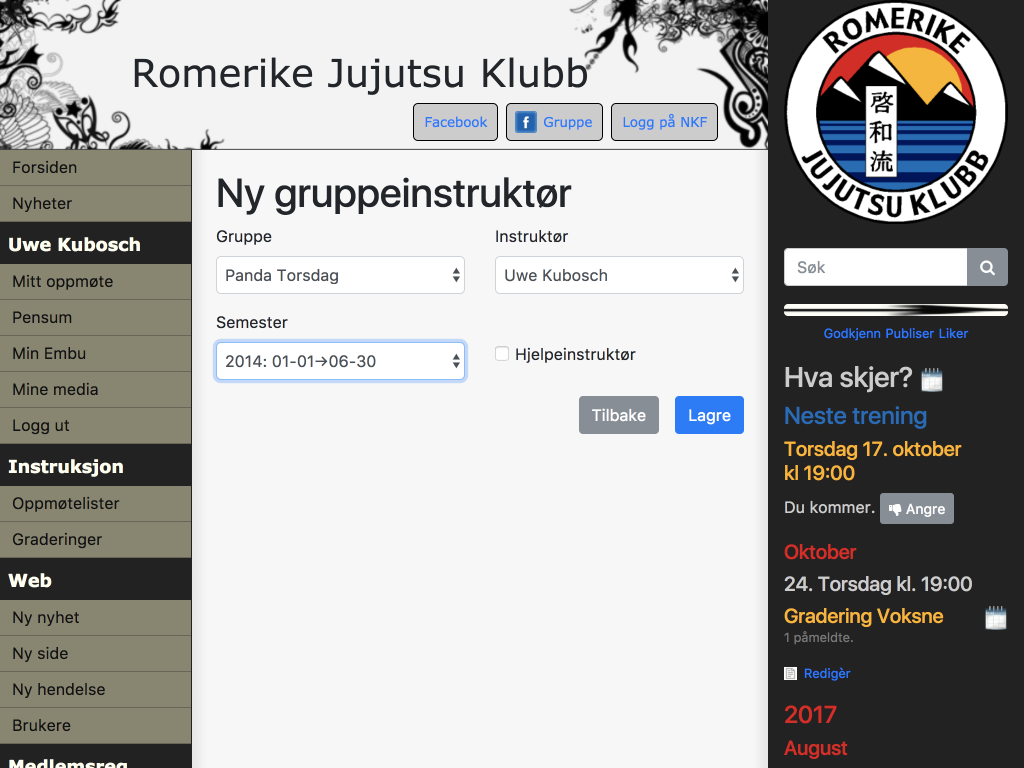 Romerike Jujutsu Klubb
Facebook
Gruppe
Logg på NKF
Forsiden
Nyheter
Uwe Kubosch
Mitt oppmøte
Pensum
Min Embu
Mine media
Logg ut
Instruksjon
Oppmøtelister
Graderinger
Web
Ny nyhet
Ny side
Ny hendelse
Brukere
Medlemsreg
Ny gruppeinstruktør
Gruppe
Instruktør
Panda Torsdag
Uwe Kubosch
Semester
2014: 01-01→06-30
Hjelpeinstruktør
Tilbake
Lagre
ROMERIKE
啓和流
JUJUTSU KLUBB
Søk
Godkjenn Publiser Liker
Hva skjer?
Neste trening
Torsdag 17. oktober
kl 19:00
Du kommer.
Angre
Oktober
24. Torsdag kl. 19:00
Gradering Voksne
1 påmeldte.
Redigèr
2017
August